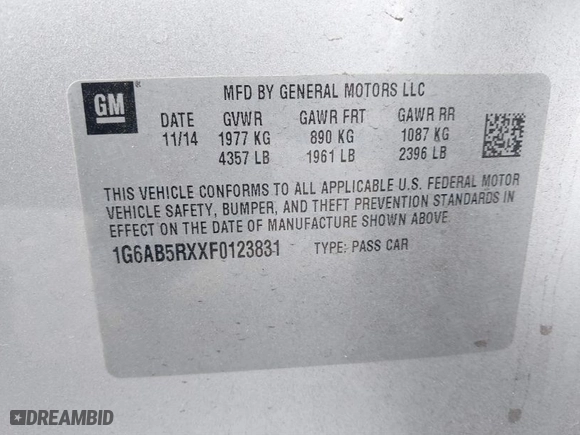 GM
MFD BY GENERAL MOTORS LLC
DATE GVWR GAWR FRT GAWR RR
11/14 1977 KG 890 KG 1087 KG
4357 LB 1961 LB 2396 LB
THIS VEHICLE CONFORMS TO ALL APPLICABLE U.S. FEDERAL MOTOR
VEHICLE SAFETY, BUMPER, AND THEFT PREVENTION STANDARDS IN
EFFECT ON THE DATE OF MANUFACTURE SHOWN ABOVE
1G6AB5RXXF0123831 TYPE: PASS CAR
DREAMBID